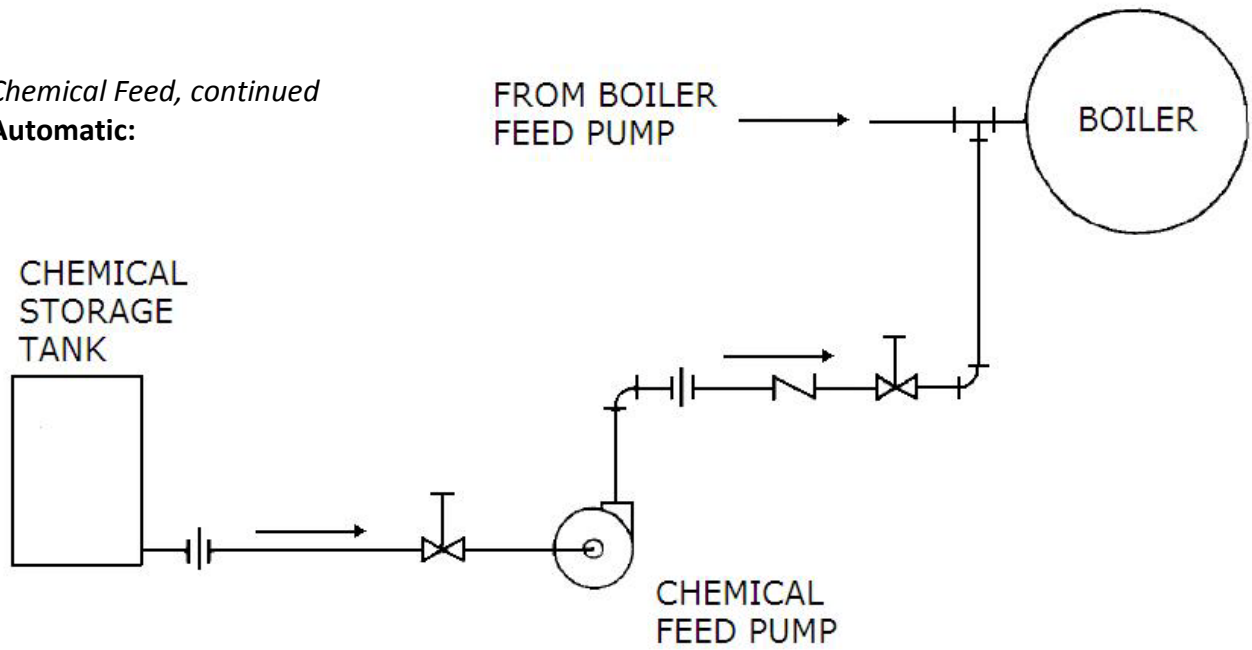 Chemical Feed, continued
Automatic:
FROM BOILER
FEED PUMP
BOILER
CHEMICAL
STORAGE
TANK
CHEMICAL
FEED PUMP